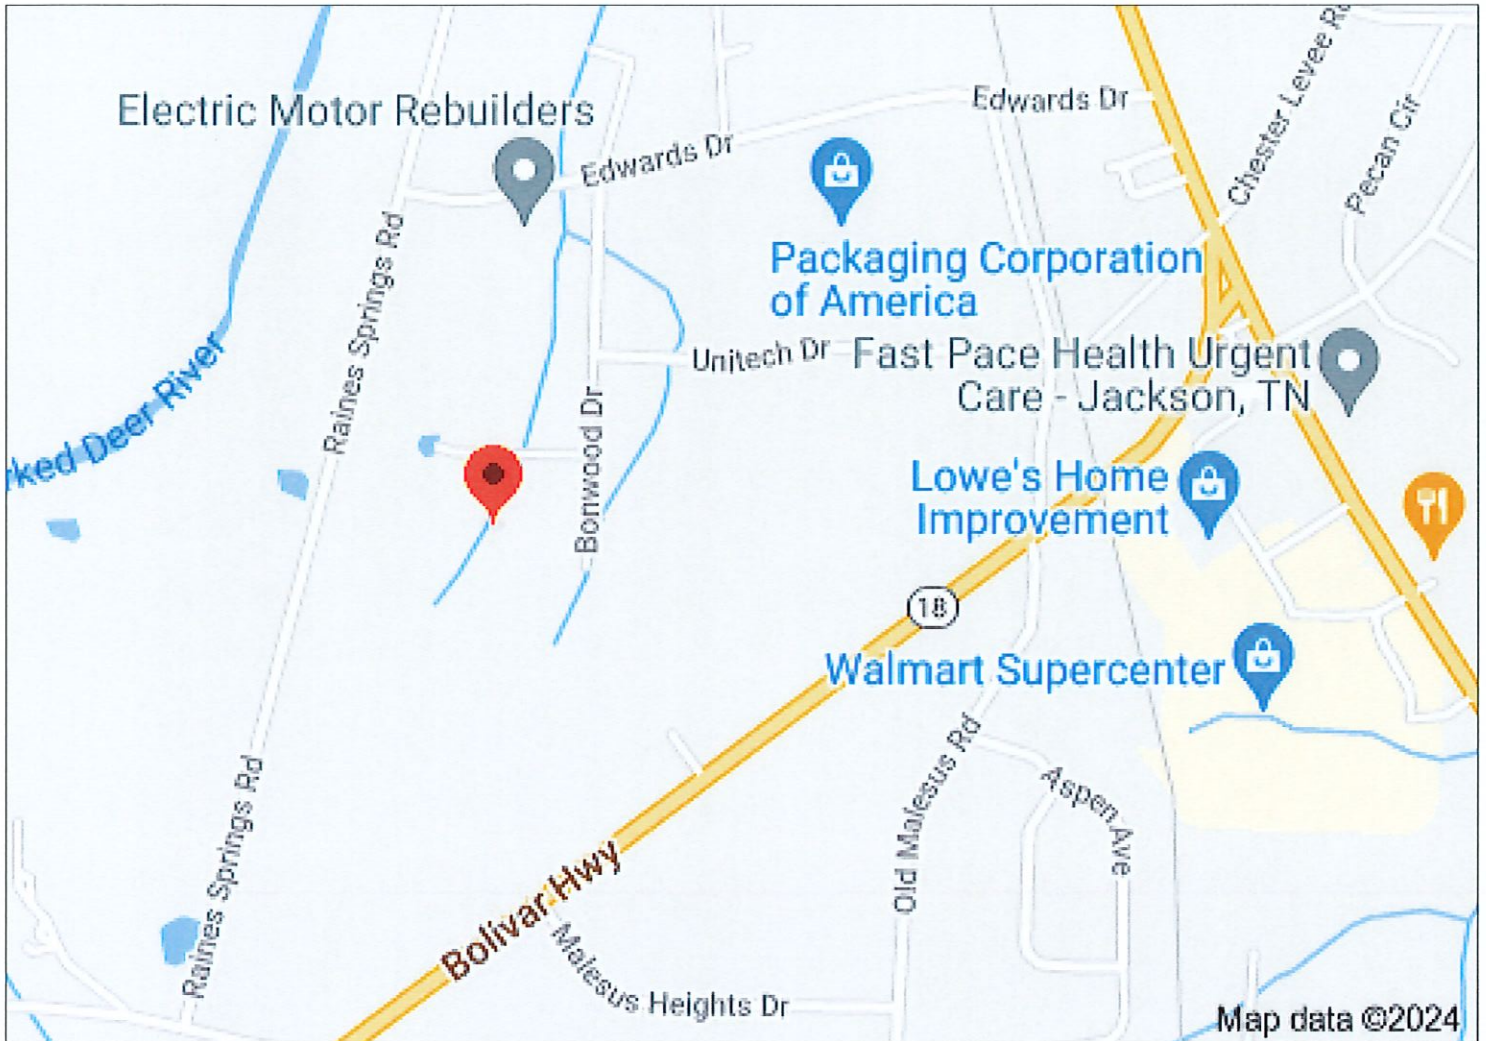 Electric Motor Rebuilders
Edwards Dr
Edwards Dr
Chester Levee Rd
Pecan Cir
Raines Springs Rd
Packaging Corporation
of America
rked Deer River
Unitech Dr
Fast Pace Health Urgent
Care - Jackson, TN
Bonwood Dr
Lowe's Home
Improvement
18
Walmart Supercenter
Raines Springs Rd
Old Malesus Rd
Aspen Ave
Bolivar Hwy
Malesus Heights Dr
Map data ©2024